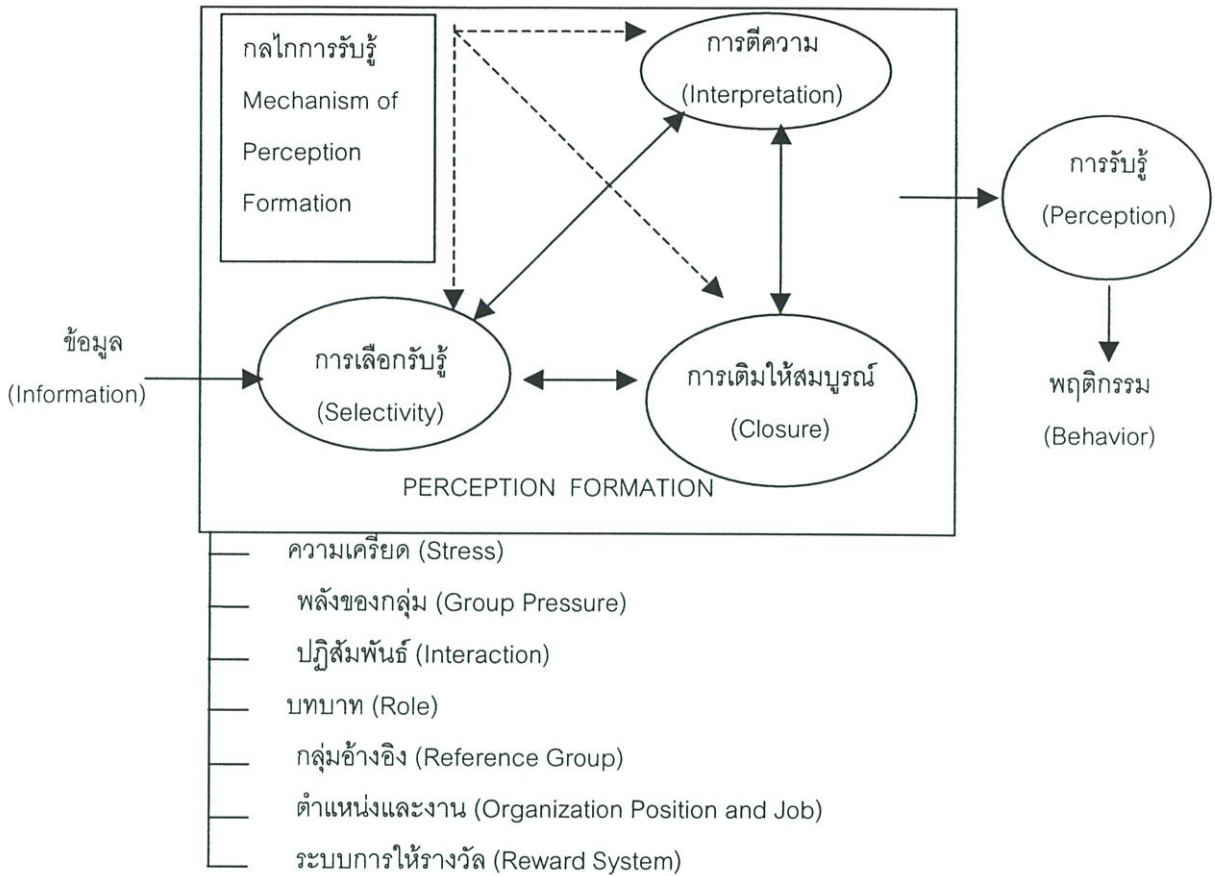 กลไกการรับรู้
Mechanism of
Perception
Formation
การตีความ
(Interpretation)
การรับรู้
(Perception)
ข้อมูล
(Information)
การเลือกรับรู้
(Selectivity)
การเติมให้สมบูรณ์
(Closure)
พฤติกรรม
(Behavior)
PERCEPTION FORMATION
ความเครียด (Stress)
พลังของกลุ่ม (Group Pressure)
ปฏิสัมพันธ์ (Interaction)
บทบาท (Role)
กลุ่มอ้างอิง (Reference Group)
ตำแหน่งและงาน (Organization Position and Job)
ระบบการให้รางวัล (Reward System)